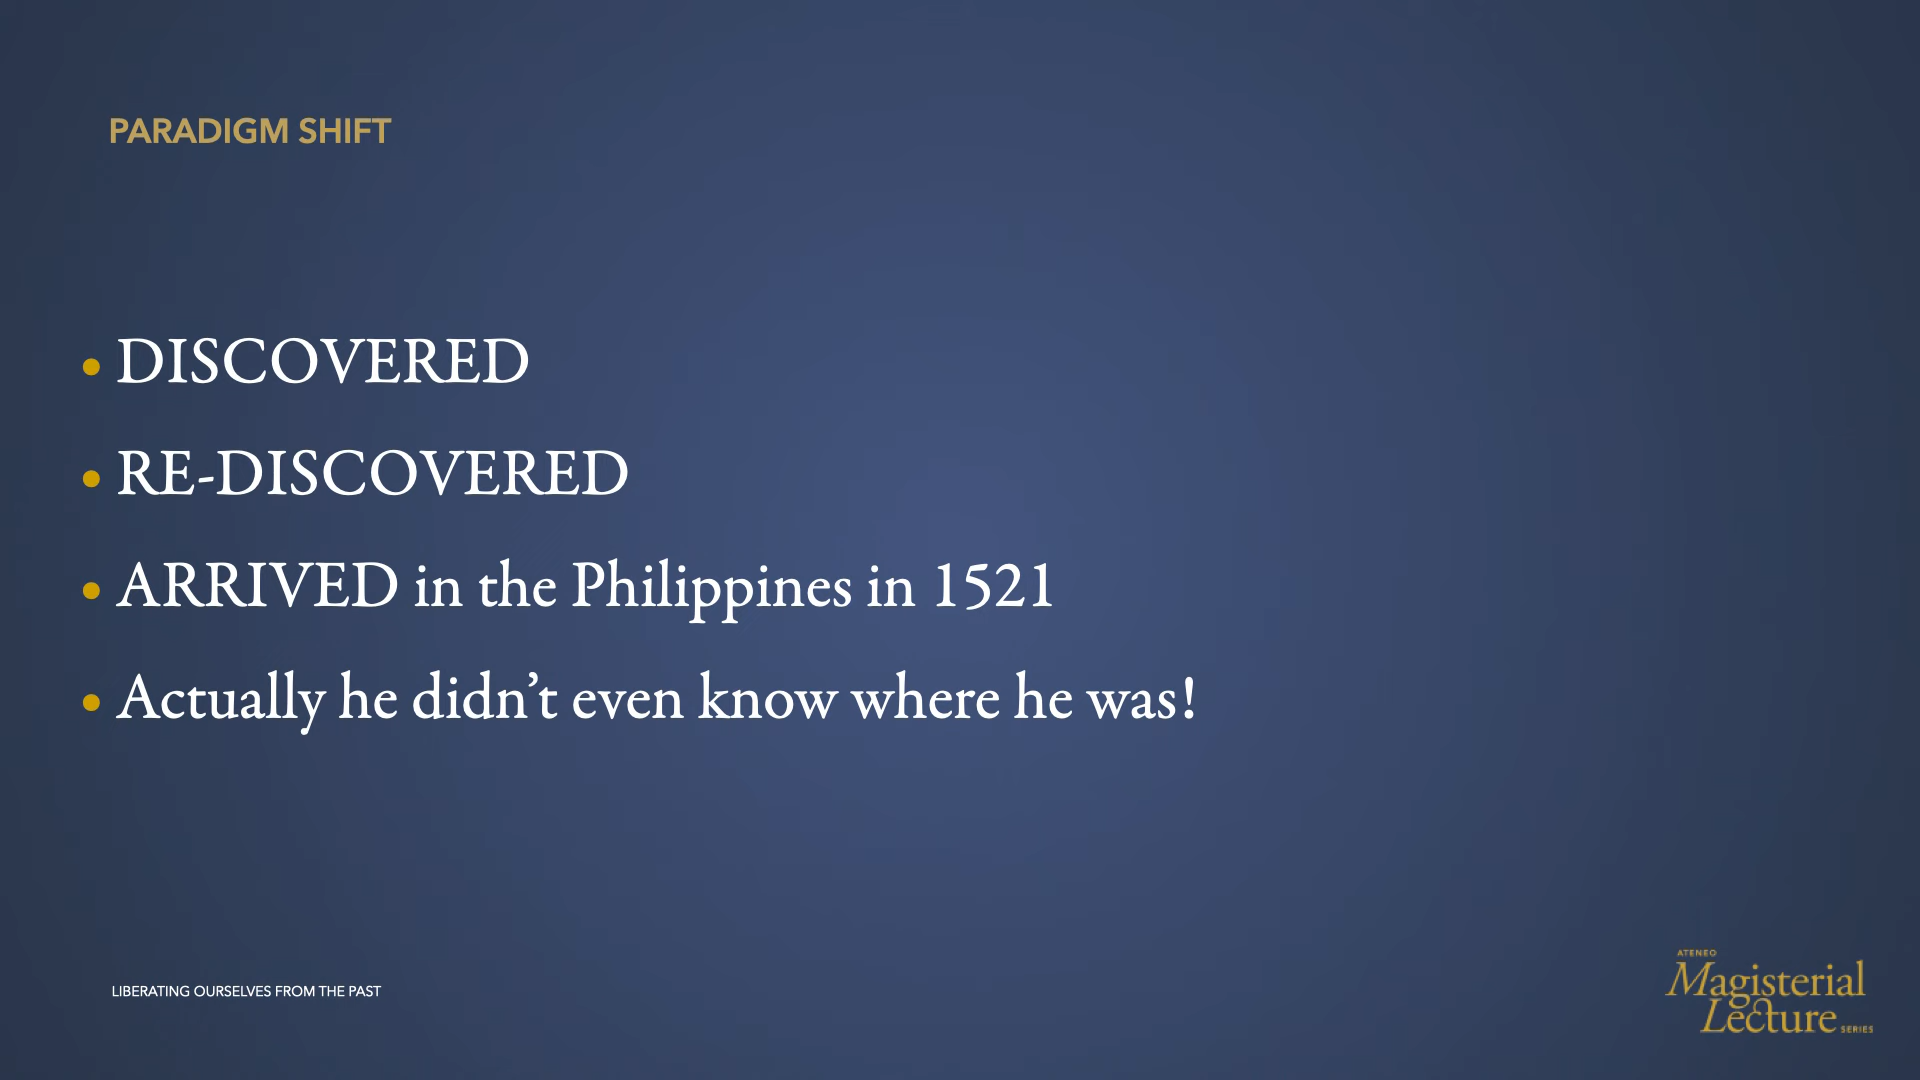 PARADIGM SHIFT
• DISCOVERED
• RE-DISCOVERED
• ARRIVED in the Philippines in 1521
• Actually he didn’t even know where he was!
LIBERATING OURSELVES FROM THE PAST
ATENEO
Magisterial
Lecture SERIES